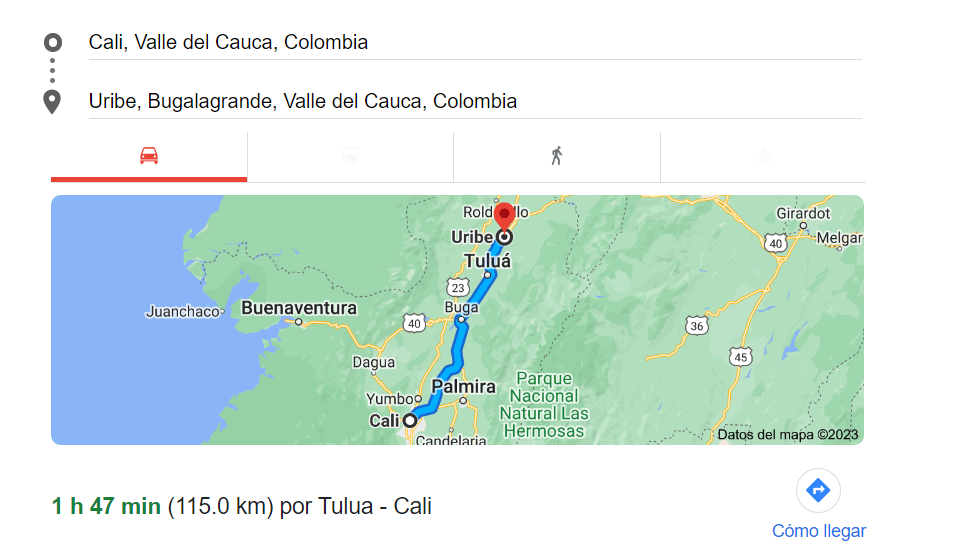 Cali, Valle del Cauca, Colombia
Uribe, Bugalagrande, Valle del Cauca, Colombia
Girardot
Uribe
40
Melgar
Tuluá
23
Juanchaco
Buenaventura
Buga
40
36
45
Dagua
Palmira
Parque
Nacional
Natural Las
Hermosas
Yumbo
Cali
Candelaria
Datos del mapa ©2023
1 h 47 min (115.0 km) por Tulua - Cali
Cómo llegar